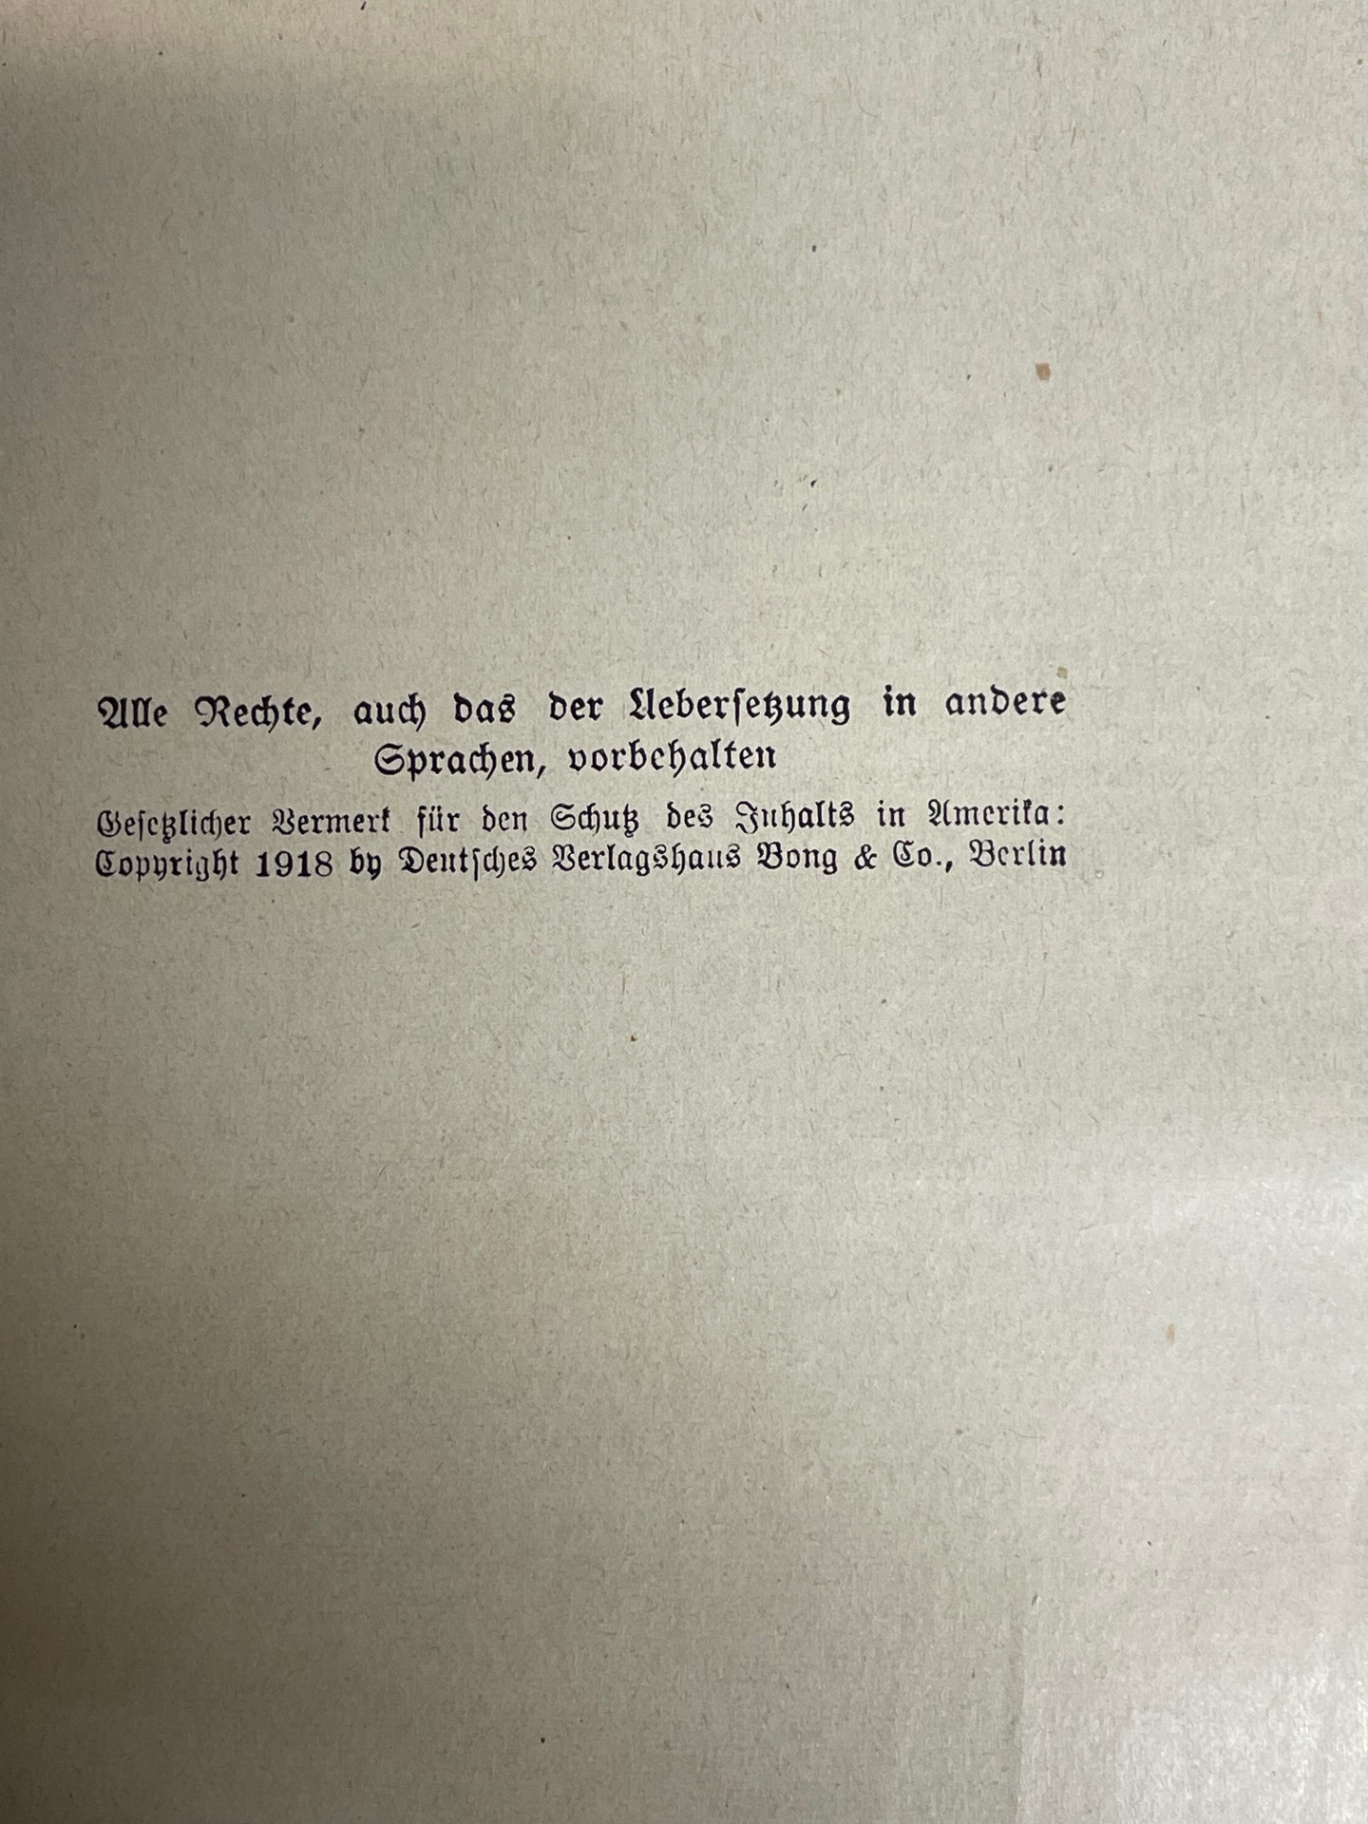 Alle Rechte, auch das der Uebersetzung in andere
Sprachen, vorbehalten
Gesetzlicher Vermerk für den Schutz des Inhalts in Amerika:
Copyright 1918 by Deutsches Verlagshaus Bong & Co., Berlin